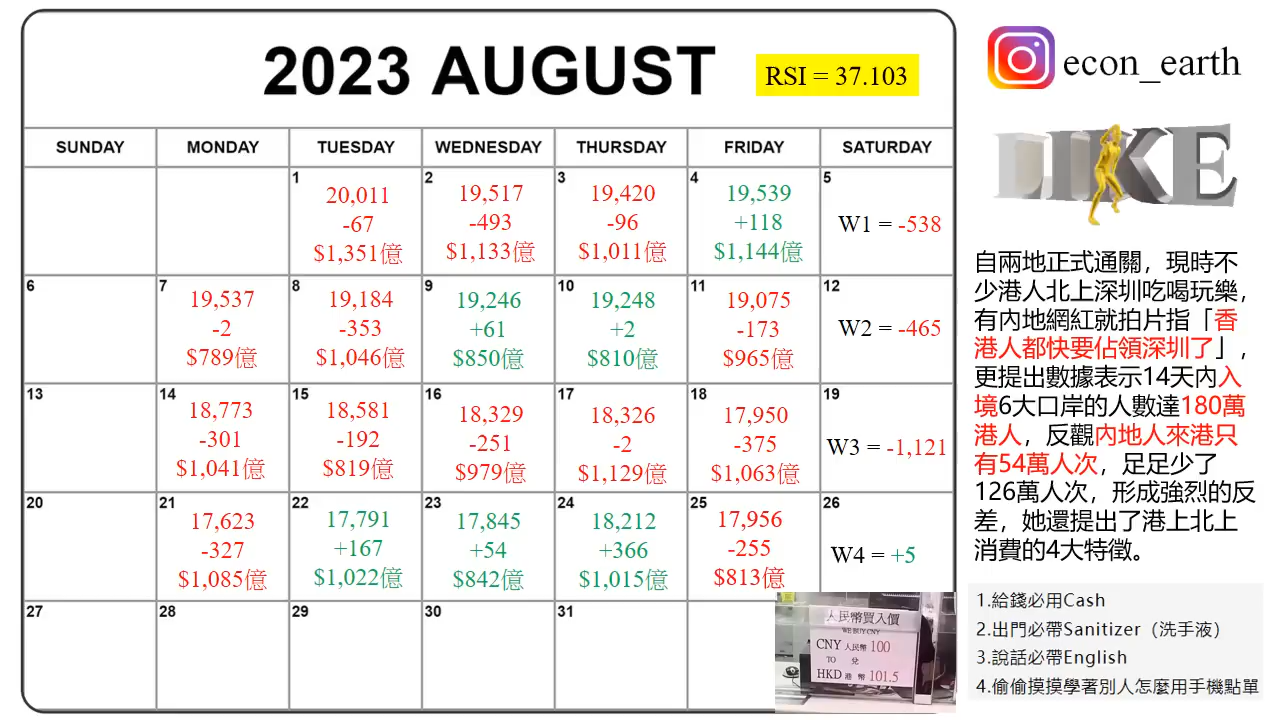 2023 AUGUST
RSI = 37.103
SUNDAY MONDAY TUESDAY WEDNESDAY THURSDAY FRIDAY SATURDAY
1 2 3 4 5
20,011 19,517 19,420 19,539
-67 -493 -96 +118 W1 = -538
$1,351億 $1,133億 $1,011億 $1,144億
6 7 8 9 10 11 12
19,537 19,184 19,246 19,248 19,075
-2 -353 +61 +2 -173 W2 = -465
$789億 $1,046億 $850億 $810億 $965億
13 14 15 16 17 18 19
18,773 18,581 18,329 18,326 17,950
-301 -192 -251 -2 -375 W3 = -1,121
$1,041億 $819億 $979億 $1,129億 $1,063億
20 21 22 23 24 25 26
17,623 17,791 17,845 18,212 17,956
-327 +167 +54 +366 -255 W4 = +5
$1,085億 $1,022億 $842億 $1,015億 $813億
27 28 29 30 31
人民幣買入價
WE BUY CNY
CNY 人民幣 100
TO 兌
HKD 港幣 101.5
econ_earth
LIKE
自兩地正式通關，現時不
少港人北上深圳吃喝玩樂，
有內地網紅就拍片指「香
港人都快要佔領深圳了」，
更提出數據表示14天內入
境6大口岸的人數達180萬
港人，反觀內地人來港只
有54萬人次，足足少了
126萬人次，形成強烈的反
差，她還提出了港上北上
消費的4大特徵。
1.給錢必用Cash
2.出門必帶Sanitizer（洗手液）
3.說話必帶English
4.偷偷摸摸學著別人怎麼用手機點單